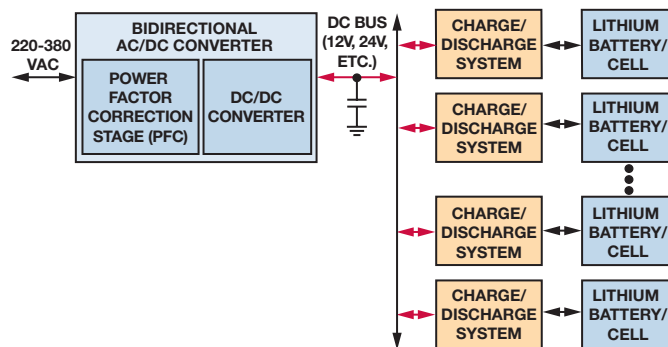 BIDIRECTIONAL
AC/DC CONVERTER
220-380
VAC
POWER
FACTOR
CORRECTION
STAGE (PFC)
DC/DC
CONVERTER
DC BUS
(12V, 24V,
ETC.)
CHARGE/
DISCHARGE
SYSTEM
LITHIUM
BATTERY/
CELL
CHARGE/
DISCHARGE
SYSTEM
LITHIUM
BATTERY/
CELL
CHARGE/
DISCHARGE
SYSTEM
LITHIUM
BATTERY/
CELL
CHARGE/
DISCHARGE
SYSTEM
LITHIUM
BATTERY/
CELL